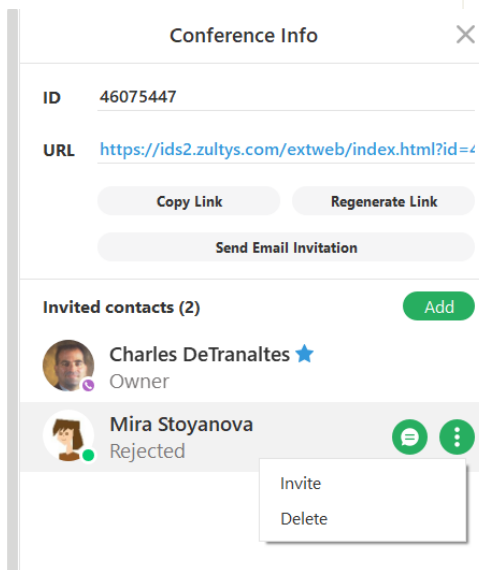 Conference Info
ID 46075447
URL https://ids2.zultys.com/extweb/index.html?id=4
Copy Link Regenerate Link
Send Email Invitation
Invited contacts (2) Add
Charles DeTranaltes
Owner
Mira Stoyanova
Rejected
Invite
Delete